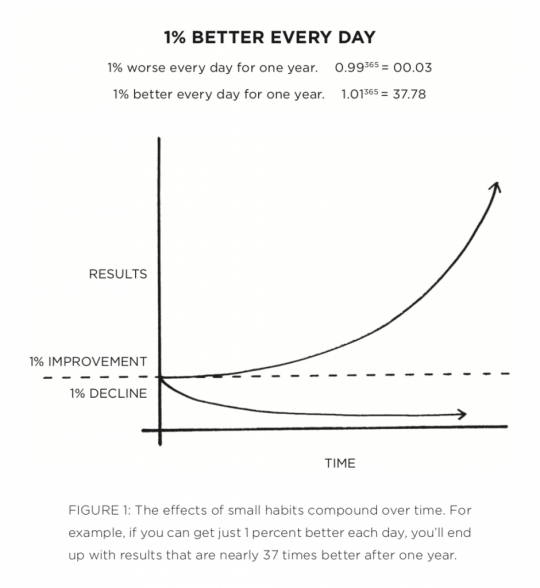 1% BETTER EVERY DAY
1% worse every day for one year. 0.99³⁶⁵ = 00.03
1% better every day for one year. 1.01³⁶⁵ = 37.78
RESULTS
1% IMPROVEMENT
1% DECLINE
TIME
FIGURE 1: The effects of small habits compound over time. For
example, if you can get just 1 percent better each day, you’ll end
up with results that are nearly 37 times better after one year.